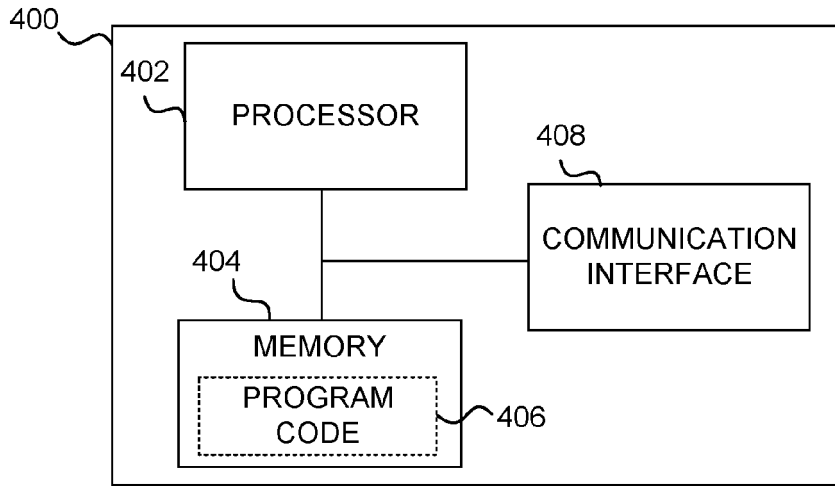 400
402
PROCESSOR
408
COMMUNICATION
INTERFACE
404
MEMORY
PROGRAM
CODE
406